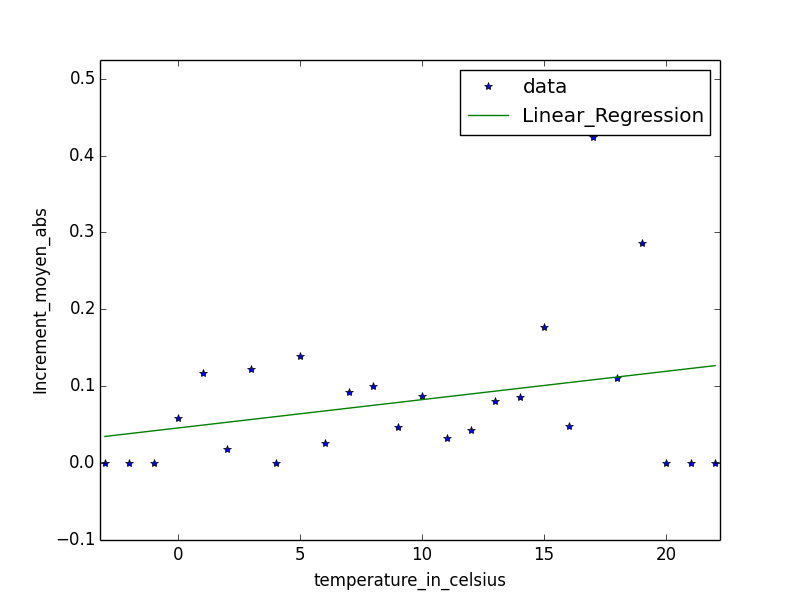 data
Linear_Regression
0.5
0.4
0.3
0.2
0.1
0.0
−0.1
Increment_moyen_abs
0 5 10 15 20
temperature_in_celsius